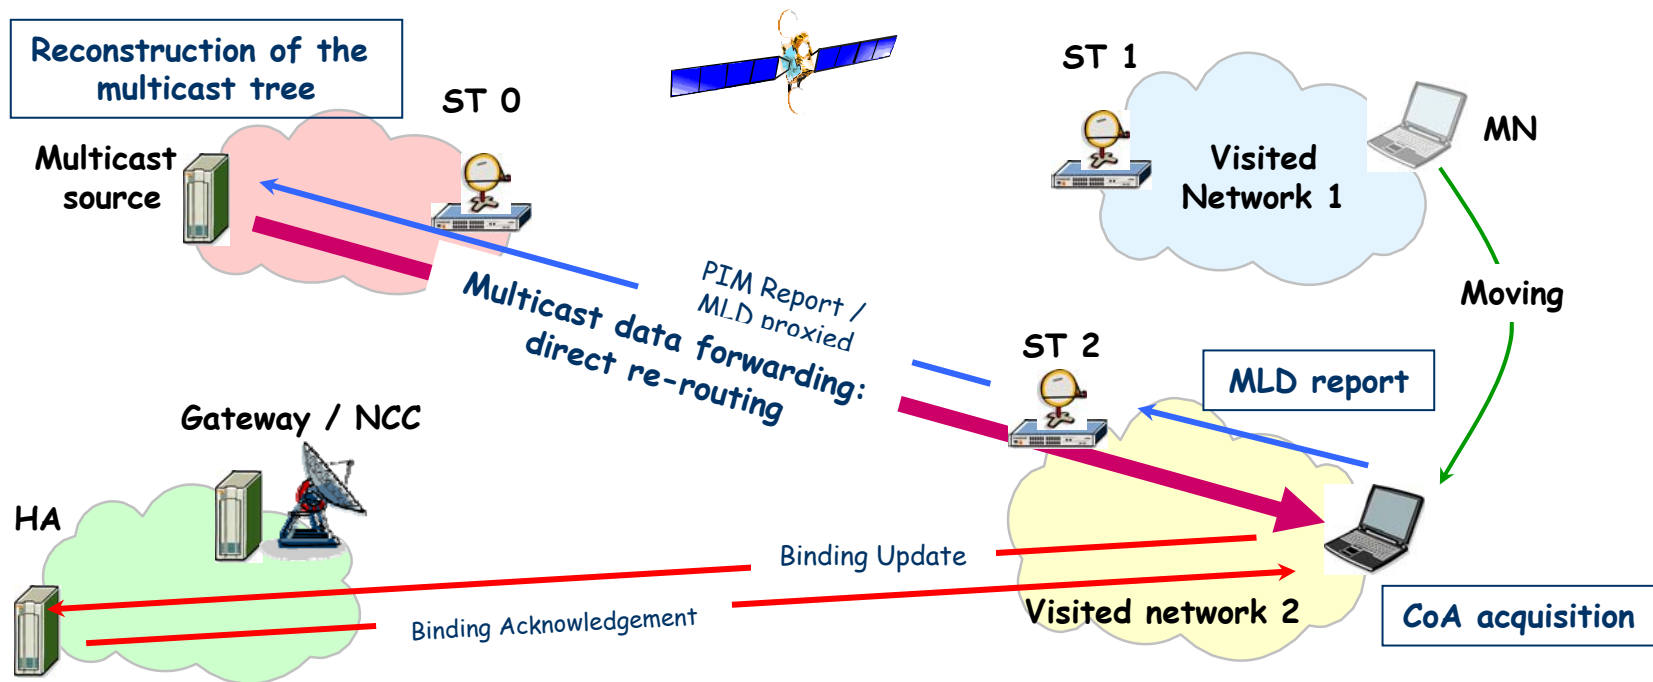 Reconstruction of the
multicast tree
ST 0
ST 1
MN
Multicast
source
Visited
Network 1
PIM Report /
MLD proxied
Moving
Multicast data forwarding:
direct re-routing
ST 2
MLD report
Gateway / NCC
HA
Binding Update
Binding Acknowledgement
Visited network 2
CoA acquisition